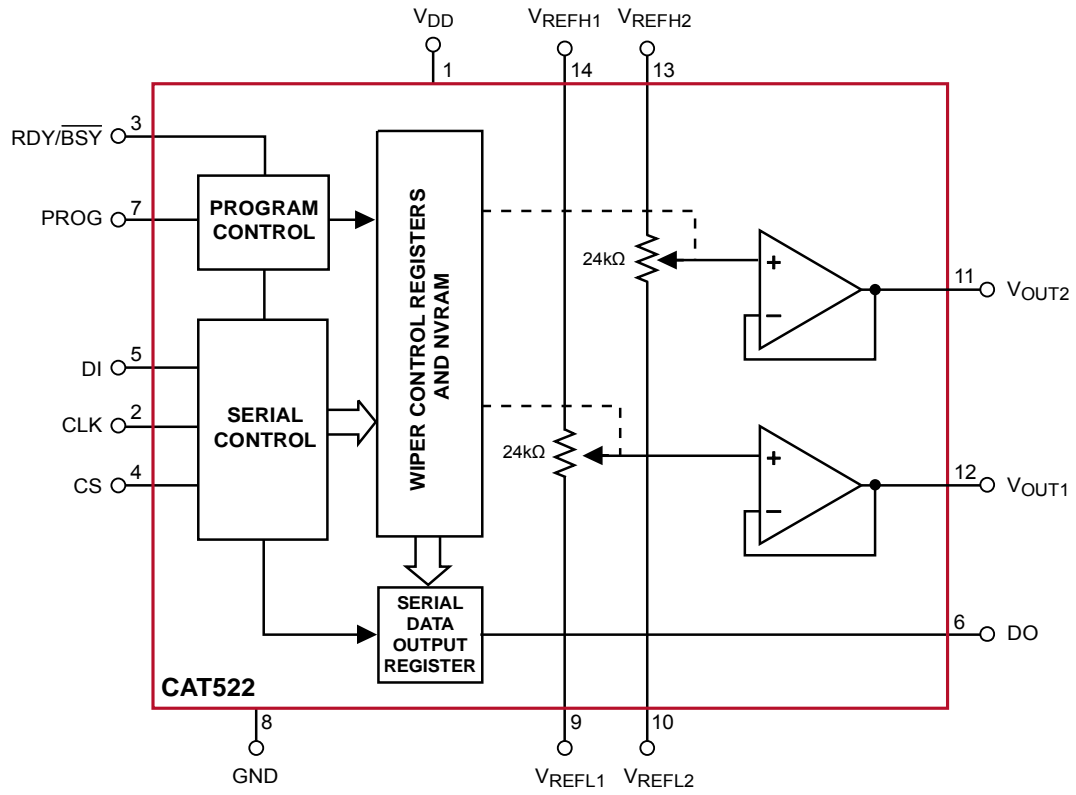 VDD
VREFH1
VREFH2
1
14
13
RDY/BSY
3
PROG
7
PROGRAM
CONTROL
WIPER CONTROL REGISTERS
AND NVRAM
24kΩ
+
−
11
VOUT2
DI
5
CLK
2
CS
4
SERIAL
CONTROL
24kΩ
+
−
12
VOUT1
SERIAL
DATA
OUTPUT
REGISTER
6
DO
CAT522
8
9
10
GND
VREFL1
VREFL2